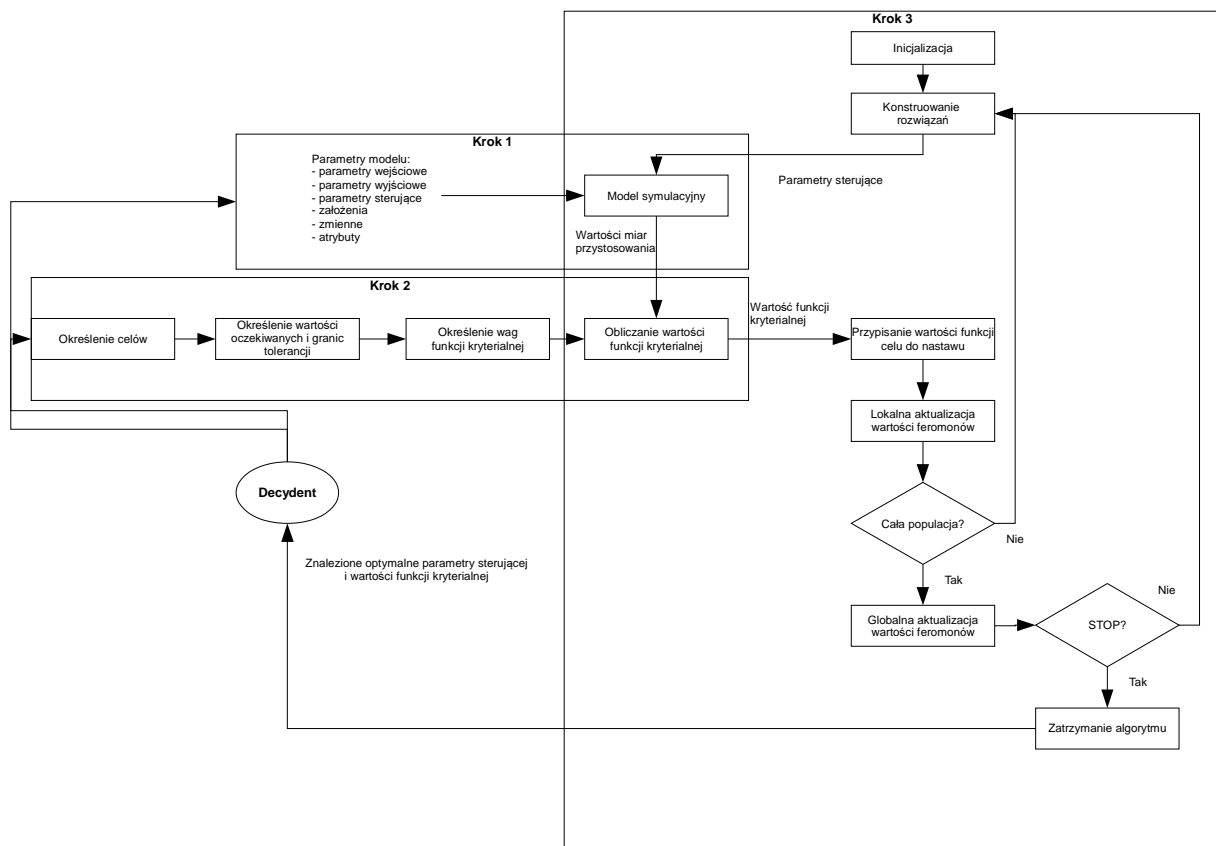 Krok 3
Inicjalizacja
Konstruowanie
rozwiązań
Krok 1
Parametry modelu:
- parametry wejściowe
- parametry wyjściowe
- parametry sterujące
- założenia
- zmienne
- atrybuty
Model symulacyjny
Parametry sterujące
Wartości miar
przystosowania
Krok 2
Określenie celów
Określenie wartości
oczekiwanych i granic
tolerancji
Określenie wag
funkcji kryterialnej
Obliczanie wartości
funkcji kryterialnej
Wartość funkcji
kryterialnej
Przypisanie wartości funkcji
celu do nastawu
Lokalna aktualizacja
wartości feromonów
Decydent
Cała populacja?
Nie
Znalezione optymalne parametry sterującej
i wartości funkcji kryterialnej
Tak
Nie
Globalna aktualizacja
wartości feromonów
STOP?
Tak
Zatrzymanie algorytmu